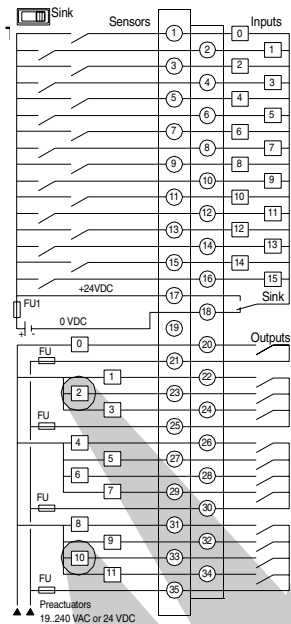 Sink
Sensors Inputs
1 0
2 1
3 2
4 3
5 4
6 5
7 6
8 7
9 8
10 9
11 10
12 11
13 12
14 13
15 14
16 15
+24VDC 17 Sink
FU1 18
0 VDC
+ - 19
0 20 Outputs
FU 21
1 22
2 23
3 24
FU 25
4 26
5 27
6 28
7 29
FU 30
8 31
9 32
10 33
11 34
FU 35
Preactuators
19..240 VAC or 24 VDC